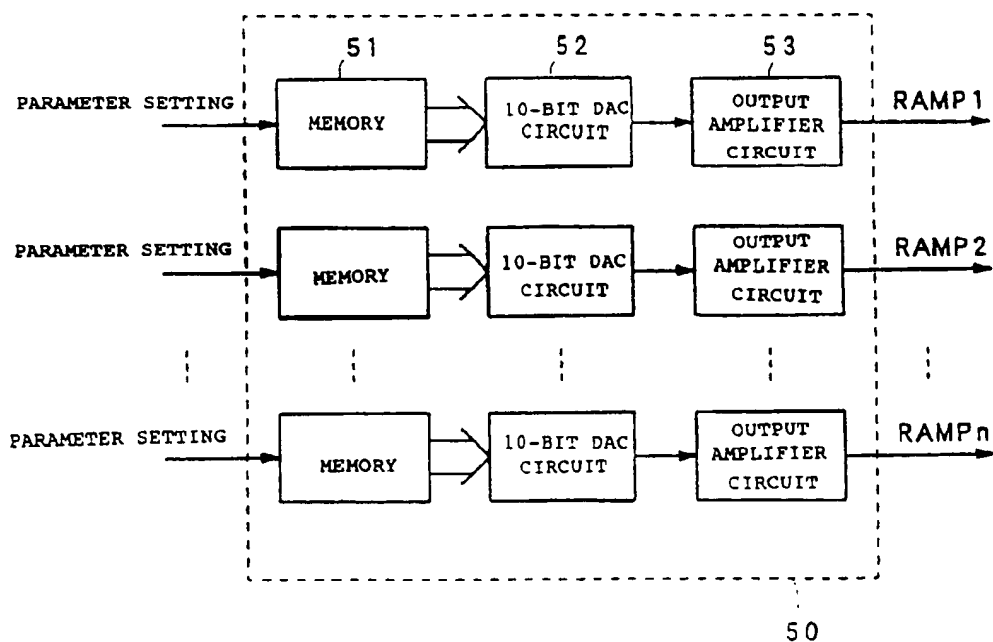 51
52
53
PARAMETER SETTING
MEMORY
10-BIT DAC
CIRCUIT
OUTPUT
AMPLIFIER
CIRCUIT
RAMP1
PARAMETER SETTING
MEMORY
10-BIT DAC
CIRCUIT
OUTPUT
AMPLIFIER
CIRCUIT
RAMP2
PARAMETER SETTING
MEMORY
10-BIT DAC
CIRCUIT
OUTPUT
AMPLIFIER
CIRCUIT
RAMPn
50